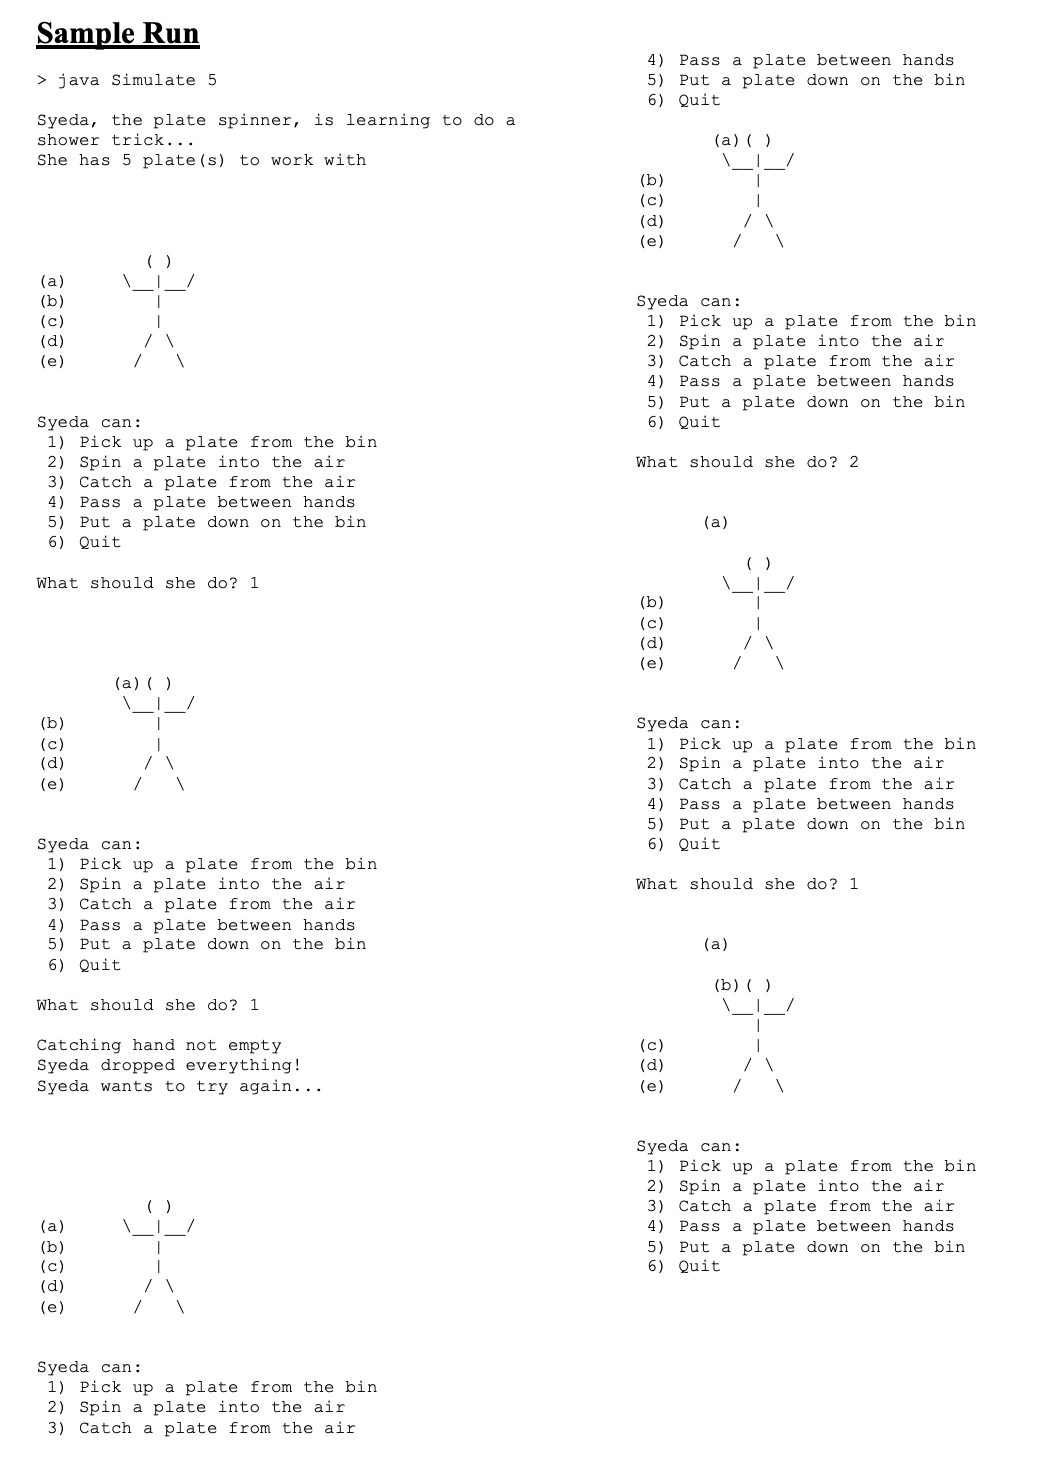 Sample Run
> java Simulate 5
Syeda, the plate spinner, is learning to do a
shower trick...
She has 5 plate(s) to work with
          ( )
(a)     \__|__/
(b)        |
(c)        |
(d)       / \
(e)      /   \
Syeda can:
 1) Pick up a plate from the bin
 2) Spin a plate into the air
 3) Catch a plate from the air
 4) Pass a plate between hands
 5) Put a plate down on the bin
 6) Quit
What should she do? 1
       (a)( )
        \__|__/
(b)        |
(c)        |
(d)       / \
(e)      /   \
Syeda can:
 1) Pick up a plate from the bin
 2) Spin a plate into the air
 3) Catch a plate from the air
 4) Pass a plate between hands
 5) Put a plate down on the bin
 6) Quit
What should she do? 1
Catching hand not empty
Syeda dropped everything!
Syeda wants to try again...
          ( )
(a)     \__|__/
(b)        |
(c)        |
(d)       / \
(e)      /   \
Syeda can:
 1) Pick up a plate from the bin
 2) Spin a plate into the air
 3) Catch a plate from the air
 4) Pass a plate between hands
 5) Put a plate down on the bin
 6) Quit
       (a)( )
        \__|__/
(b)        |
(c)        |
(d)       / \
(e)      /   \
Syeda can:
 1) Pick up a plate from the bin
 2) Spin a plate into the air
 3) Catch a plate from the air
 4) Pass a plate between hands
 5) Put a plate down on the bin
 6) Quit
What should she do? 2
      (a)
          ( )
        \__|__/
(b)        |
(c)        |
(d)       / \
(e)      /   \
Syeda can:
 1) Pick up a plate from the bin
 2) Spin a plate into the air
 3) Catch a plate from the air
 4) Pass a plate between hands
 5) Put a plate down on the bin
 6) Quit
What should she do? 1
      (a)
       (b)( )
        \__|__/
           |
(c)        |
(d)       / \
(e)      /   \
Syeda can:
 1) Pick up a plate from the bin
 2) Spin a plate into the air
 3) Catch a plate from the air
 4) Pass a plate between hands
 5) Put a plate down on the bin
 6) Quit